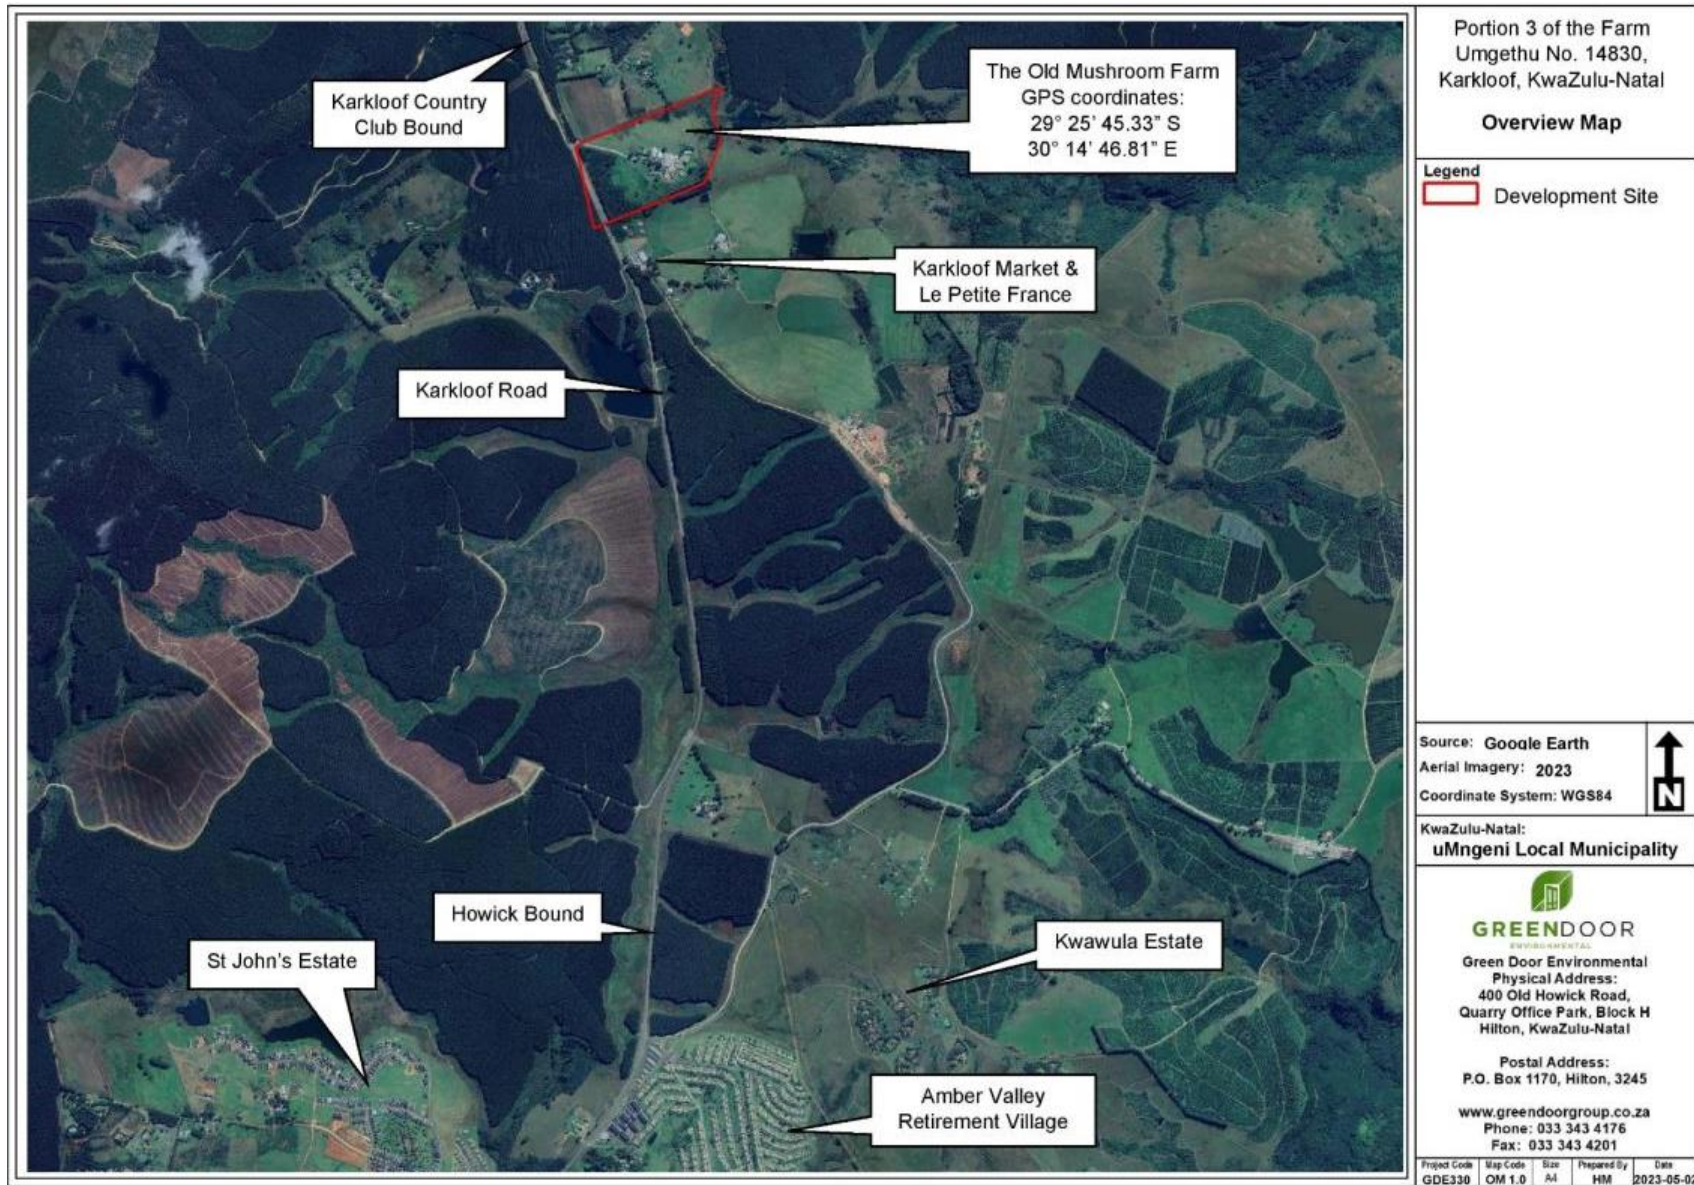 Karkloof Country
Club Bound
The Old Mushroom Farm
GPS coordinates:
29° 25’ 45.33” S
30° 14’ 46.81” E
Karkloof Market &
Le Petite France
Karkloof Road
Howick Bound
St John’s Estate
Kwawula Estate
Amber Valley
Retirement Village
Portion 3 of the Farm
Umgethu No. 14830,
Karkloof, KwaZulu-Natal
Overview Map
Legend
Development Site
Source: Google Earth
Aerial Imagery: 2023
Coordinate System: WGS84
N
KwaZulu-Natal:
uMngeni Local Municipality
GREENDOOR
ENVIRONMENTAL
Green Door Environmental
Physical Address:
400 Old Howick Road,
Quarry Office Park, Block H
Hilton, KwaZulu-Natal
Postal Address:
P.O. Box 1170, Hilton, 3245
www.greendoorgroup.co.za
Phone: 033 343 4176
Fax: 033 343 4201
Project Code Map Code Size Prepared By Date
GDE330 OM 1.0 A4 HM 2023-05-02